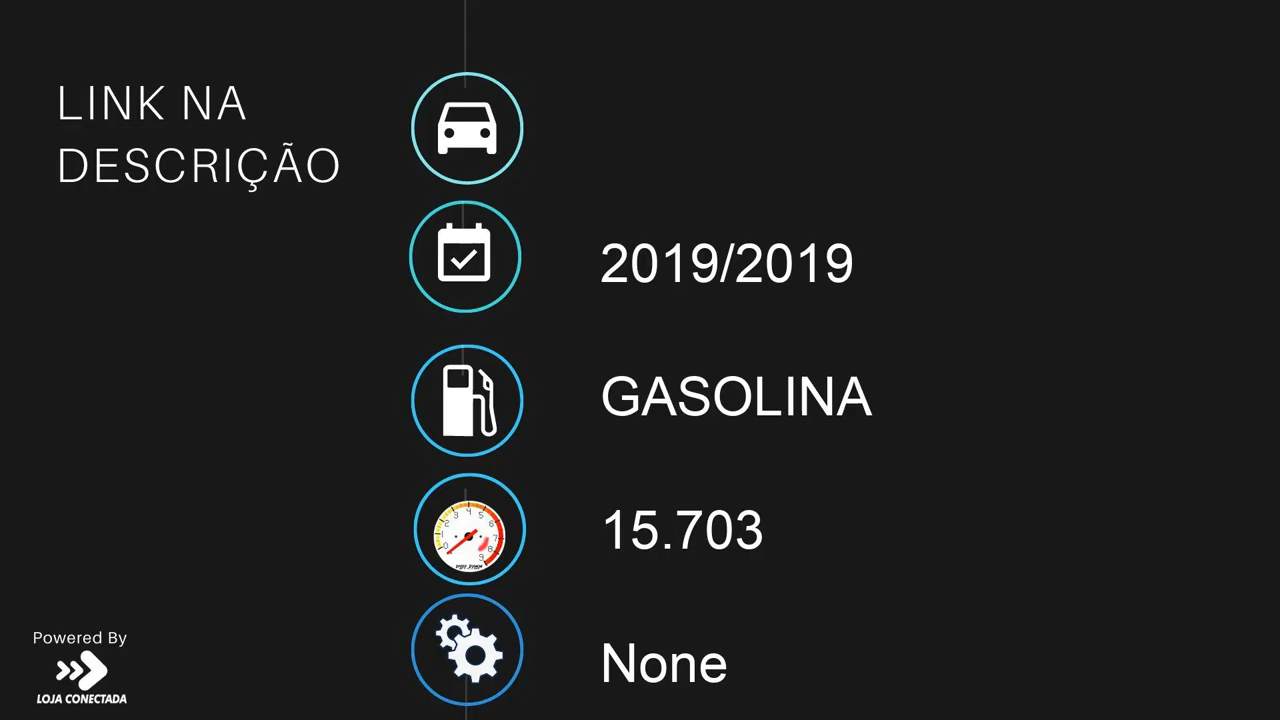 LINK NA
DESCRIÇÃO
2019/2019
GASOLINA
15.703
None
Powered By
LOJA CONECTADA